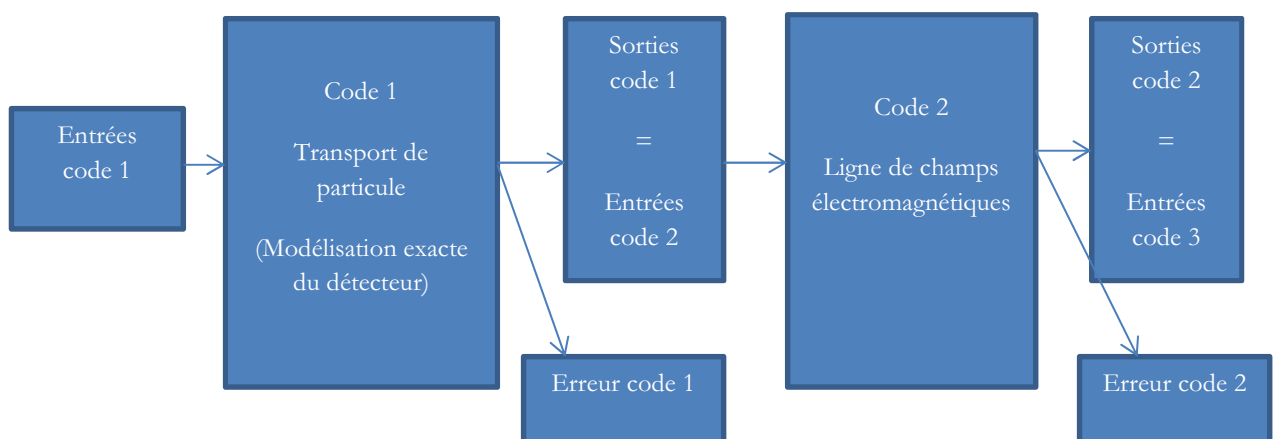 Entrées
code 1
Code 1
Transport de
particule
(Modélisation exacte
du détecteur)
Sorties
code 1
=
Entrées
code 2
Erreur code 1
Code 2
Ligne de champs
électromagnétiques
Sorties
code 2
=
Entrées
code 3
Erreur code 2